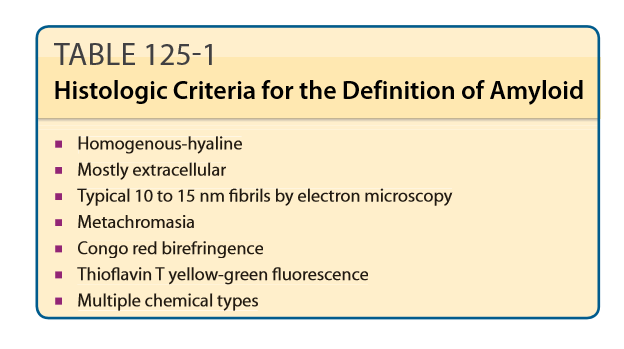 TABLE 125-1
Histologic Criteria for the Definition of Amyloid
▪ Homogenous-hyaline
▪ Mostly extracellular
▪ Typical 10 to 15 nm fibrils by electron microscopy
▪ Metachromasia
▪ Congo red birefringence
▪ Thioflavin T yellow-green fluorescence
▪ Multiple chemical types